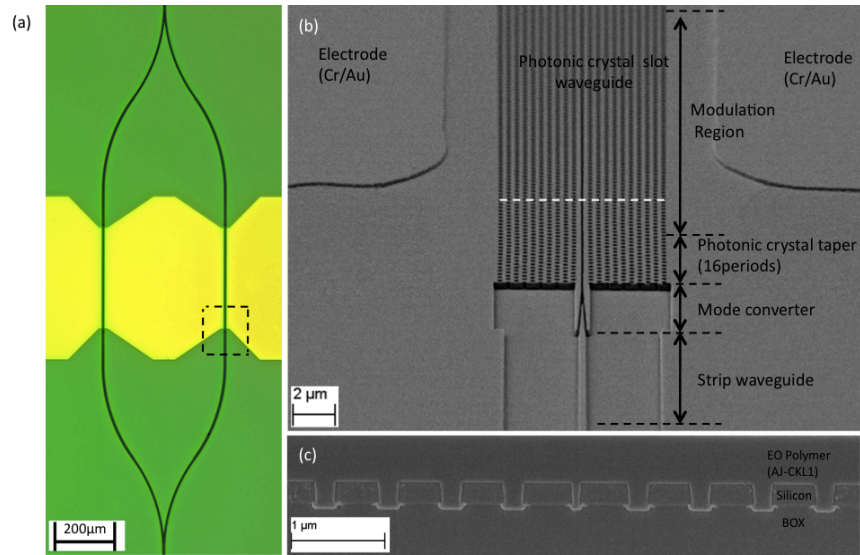 (a)
200μm
(b)
Electrode
(Cr/Au)
Photonic crystal slot
waveguide
Electrode
(Cr/Au)
Modulation
Region
Photonic crystal taper
(16periods)
Mode converter
Strip waveguide
2 μm
(c)
EO Polymer
(AJ-CKL1)
Silicon
BOX
1 μm